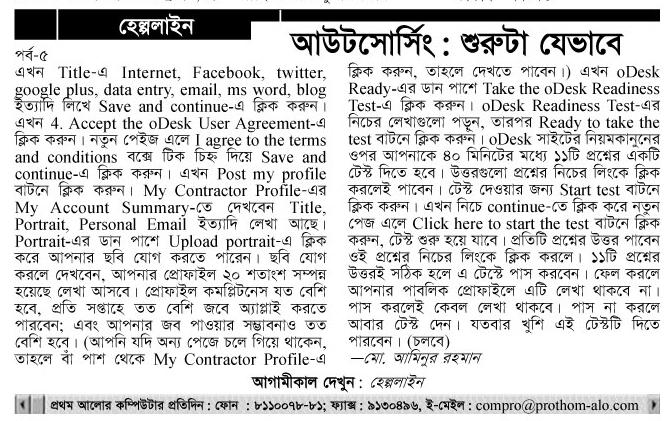 হেল্পলাইন
আউটসোর্সিং : শুরুটা যেভাবে
পর্ব-৫
এখন Title-এ Internet, Facebook, twitter,
google plus, data entry, email, ms word, blog
ইত্যাদি লিখে Save and continue-এ ক্লিক করুন।
এখন 4. Accept the oDesk User Agreement-এ
ক্লিক করুন। নতুন পেইজ এলে I agree to the terms
and conditions বক্সে টিক চিহ্ন দিয়ে Save and
continue-এ ক্লিক করুন। এখন Post my profile
বাটনে ক্লিক করুন। My Contractor Profile-এর
My Account Summary-তে দেখবেন Title,
Portrait, Personal Email ইত্যাদি লেখা আছে।
Portrait-এর ডান পাশে Upload portrait-এ ক্লিক
করে আপনার ছবি যোগ করতে পারেন। ছবি যোগ
করলে দেখবেন, আপনার প্রোফাইল ২০ শতাংশ সম্পন্ন
হয়েছে লেখা আসবে। প্রোফাইল কমপ্লিটনেস যত বেশি
হবে, প্রতি সপ্তাহে তত বেশি জবে অ্যাপ্লাই করতে
পারবেন; এবং আপনার জব পাওয়ার সম্ভাবনাও তত
বেশি হবে। (আপনি যদি অন্য পেজে চলে গিয়ে থাকেন,
তাহলে বাঁ পাশ থেকে My Contractor Profile-এ
ক্লিক করুন, তাহলে দেখতে পাবেন।) এখন oDesk
Ready-এর ডান পাশে Take the oDesk Readiness
Test-এ ক্লিক করুন। oDesk Readiness Test-এর
নিচের লেখাগুলো পড়ুন, তারপর Ready to take the
test বাটনে ক্লিক করুন। oDesk সাইটের নিয়মকানুনের
ওপর আপনাকে ৪০ মিনিটের মধ্যে ১১টি প্রশ্নের একটি
টেস্ট দিতে হবে। উত্তরগুলো প্রশ্নের নিচের লিংকে ক্লিক
করলেই পাবেন। টেস্ট দেওয়ার জন্য Start test বাটনে
ক্লিক করুন। এখন নিচে continue-তে ক্লিক করে নতুন
পেজ এলে Click here to start the test বাটনে ক্লিক
করুন, টেস্ট শুরু হয়ে যাবে। প্রতিটি প্রশ্নের উত্তর পাবেন
ওই প্রশ্নের নিচের লিংকে ক্লিক করলে। ১১টি প্রশ্নের
উত্তরই সঠিক হলে এ টেস্টে পাস করবেন। ফেল করলে
আপনার পাবলিক প্রোফাইলে এটি লেখা থাকবে না।
পাস করলেই কেবল লেখা থাকবে। পাস না করলে
আবার টেস্ট দেন। যতবার খুশি এই টেস্টটি দিতে
পারবেন। (চলবে)
—মো. আমিনুর রহমান
আগামীকাল দেখুন : হেল্পলাইন
প্রথম আলোর কম্পিউটার প্রতিদিন : ফোন : ৮১১০০৭৮-৮১; ফ্যাক্স : ৯১৩০৪৯৬, ই-মেইল : compro@prothom-alo.com